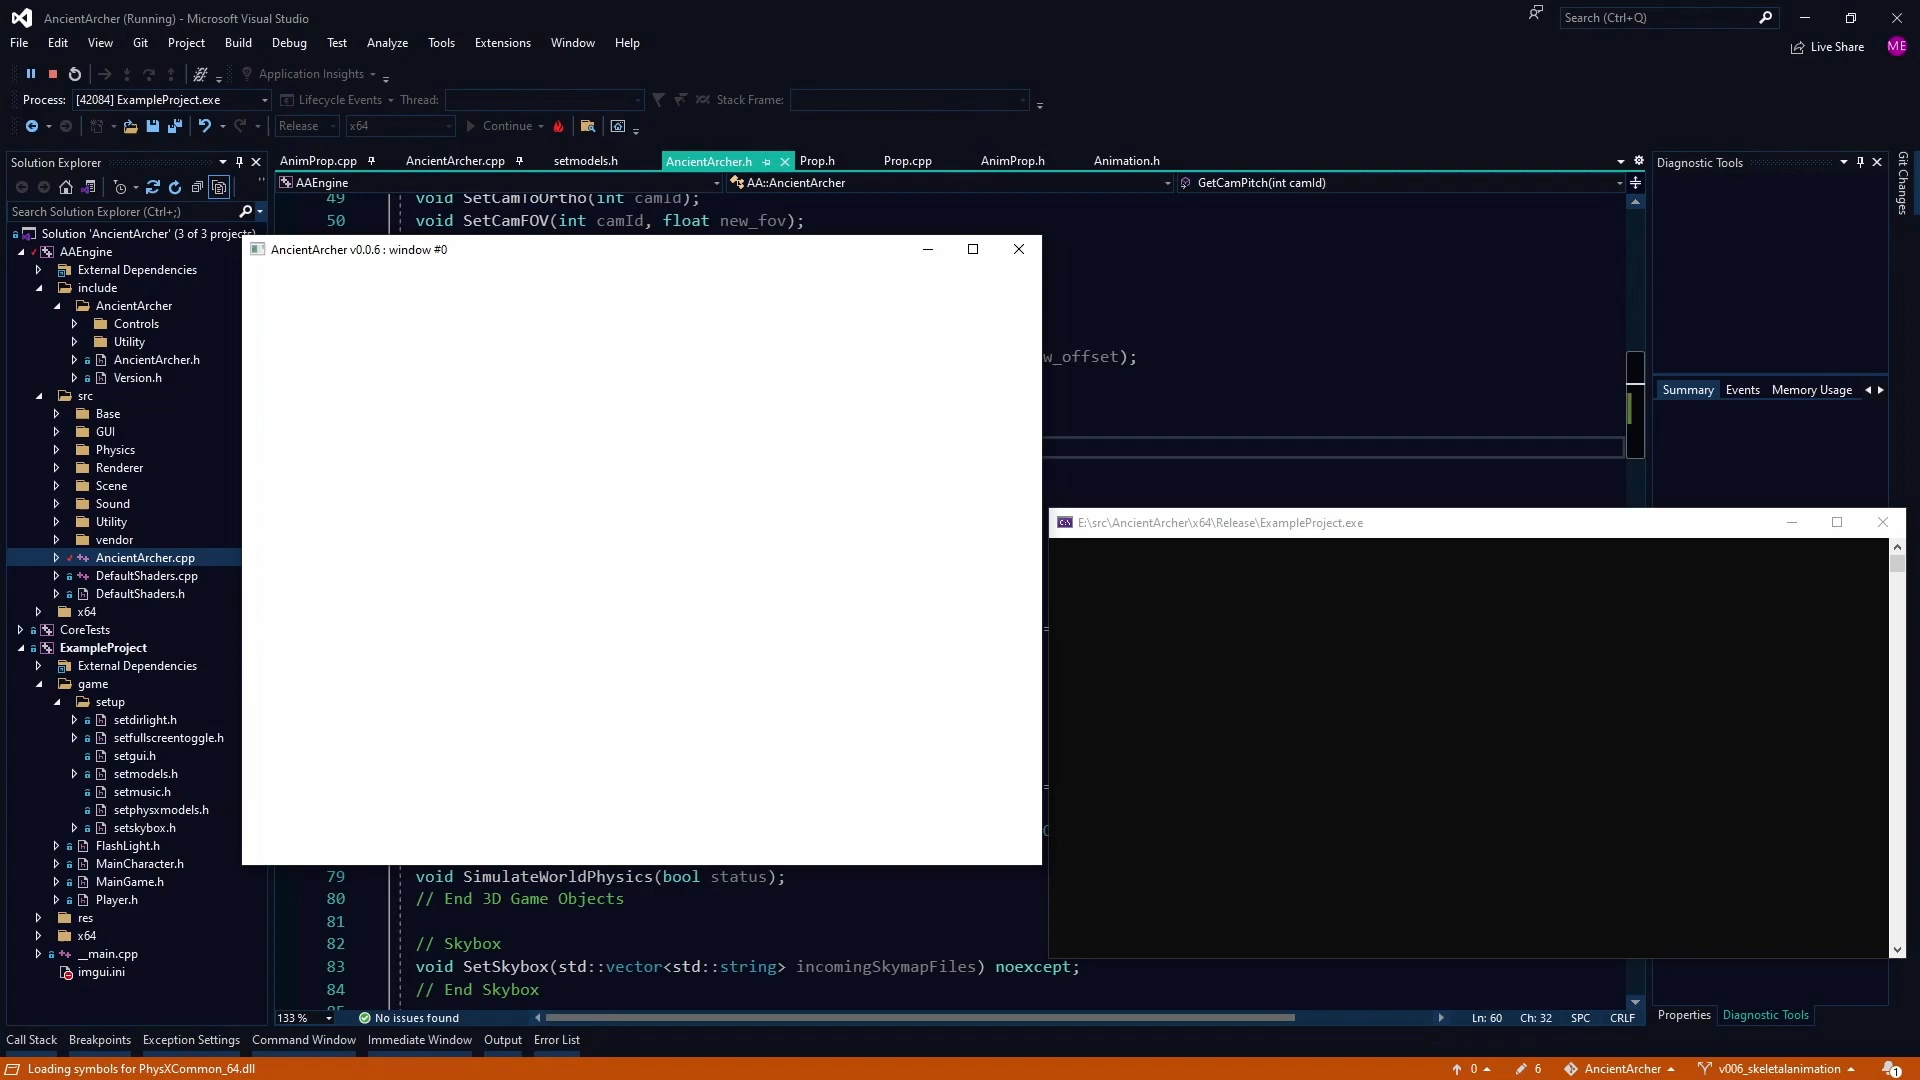 AncientArcher (Running) - Microsoft Visual Studio
Search (Ctrl+Q)
File Edit View Git Project Build Debug Test Analyze Tools Extensions Window Help
Live Share ME
Application Insights
Process: [42084] ExampleProject.exe Lifecycle Events Thread: Stack Frame:
Release x64 Continue
Solution Explorer
Search Solution Explorer (Ctrl+;)
Solution 'AncientArcher' (3 of 3 projects)
AAEngine
External Dependencies
include
AncientArcher
Controls
Utility
AncientArcher.h
Version.h
src
Base
GUI
Physics
Renderer
Scene
Sound
Utility
vendor
AncientArcher.cpp
DefaultShaders.cpp
DefaultShaders.h
x64
CoreTests
ExampleProject
External Dependencies
game
setup
setdirlight.h
setfullscreentoggle.h
setgui.h
setmodels.h
setmusic.h
setphysxmodels.h
setskybox.h
FlashLight.h
MainCharacter.h
MainGame.h
Player.h
res
x64
__main.cpp
imgui.ini
AnimProp.cpp AncientArcher.cpp setmodels.h AncientArcher.h Prop.h Prop.cpp AnimProp.h Animation.h
AAEngine AA::AncientArcher GetCamPitch(int camId)
49 void SetCamToOrtho(int camId);
50 void SetCamFOV(int camId, float new_fov);
AncientArcher v0.0.6 : window #0
w_offset);
E:\src\AncientArcher\x64\Release\ExampleProject.exe
79 void SimulateWorldPhysics(bool status);
80 // End 3D Game Objects
81
82 // Skybox
83 void SetSkybox(std::vector<std::string> incomingSkymapFiles) noexcept;
84 // End Skybox
133 % No issues found Ln: 60 Ch: 32 SPC CRLF
Diagnostic Tools
Summary Events Memory Usage
Properties Diagnostic Tools
Git Changes
Call Stack Breakpoints Exception Settings Command Window Immediate Window Output Error List
Loading symbols for PhysXCommon_64.dll 0 6 AncientArcher v006_skeletalanimation 1